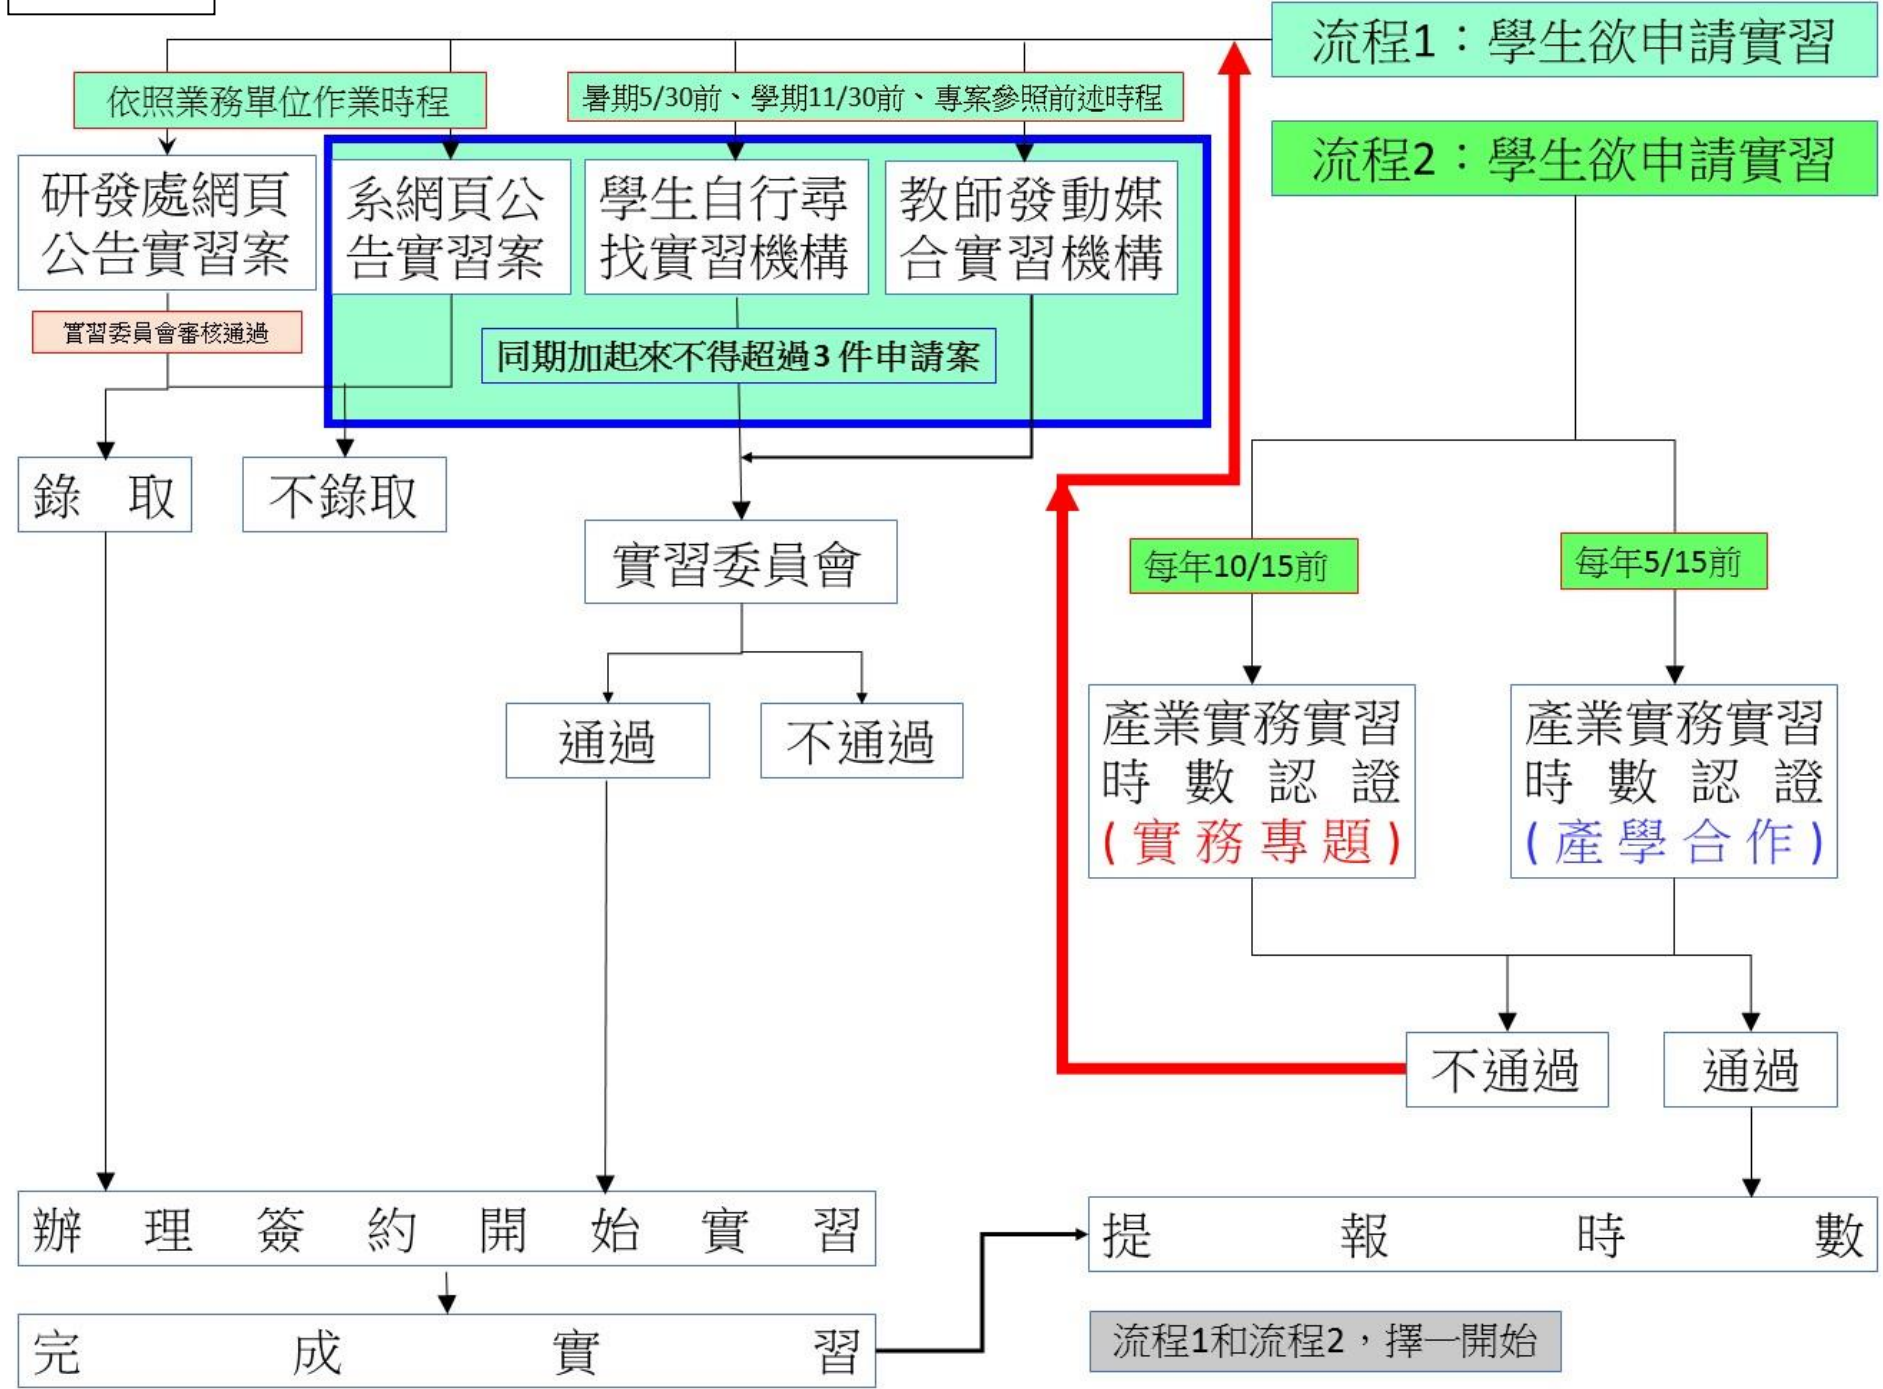 流程1：學生欲申請實習
依照業務單位作業時程
暑期5/30前、學期11/30前、專案參照前述時程
流程2：學生欲申請實習
研發處網頁
公告實習案
系網頁公
告實習案
學生自行尋
找實習機構
教師發動媒
合實習機構
實習委員會審核通過
同期加起來不得超過3件申請案
錄取
不錄取
實習委員會
每年10/15前
每年5/15前
通過
不通過
產業實務實習
時數認證
(實務專題)
產業實務實習
時數認證
(產學合作)
不通過
通過
辦理簽約開始實習
提報時數
完成實習
流程1和流程2，擇一開始